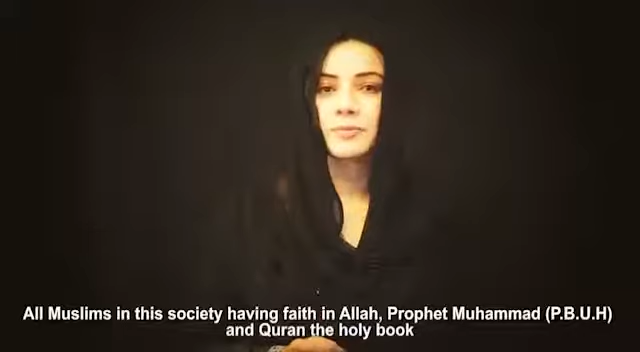 All Muslims in this society having faith in Allah, Prophet Muhammad (P.B.U.H)
and Quran the holy book